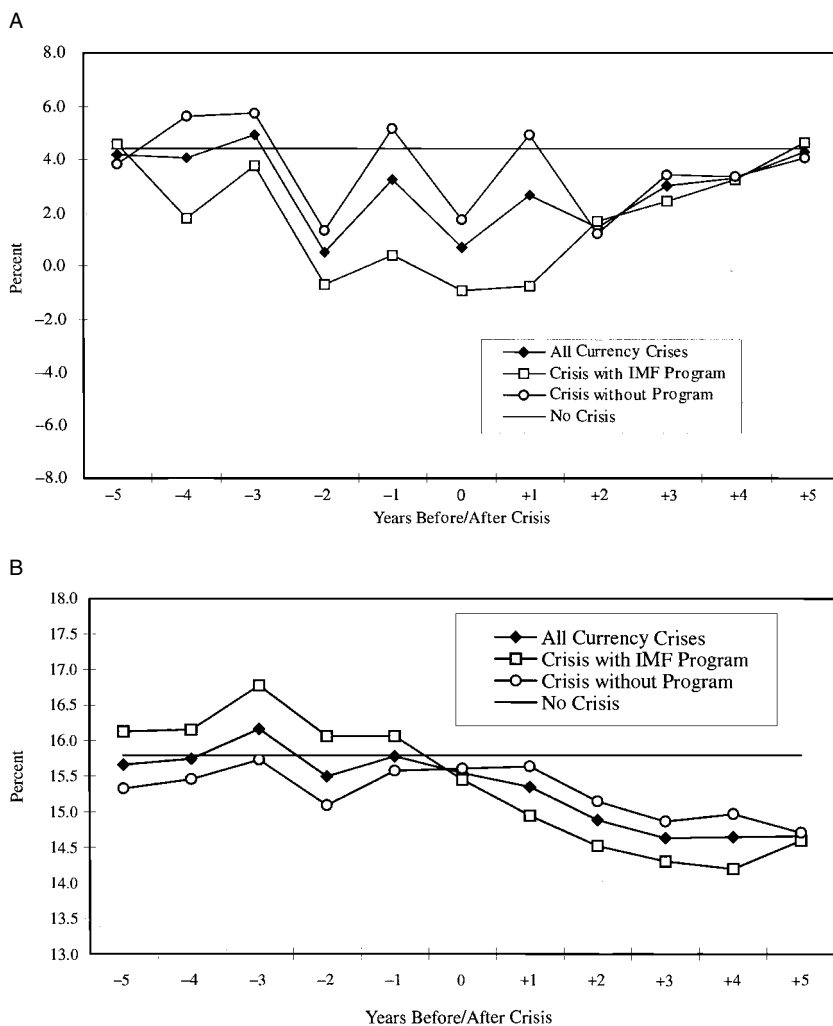 A
8.0
6.0
4.0
2.0
0.0
−2.0
−4.0
−6.0
−8.0
Percent
All Currency Crises
Crisis with IMF Program
Crisis without Program
No Crisis
−5 −4 −3 −2 −1 0 +1 +2 +3 +4 +5
Years Before/After Crisis
B
18.0
17.5
17.0
16.5
16.0
15.5
15.0
14.5
14.0
13.5
13.0
Percent
All Currency Crises
Crisis with IMF Program
Crisis without Program
No Crisis
−5 −4 −3 −2 −1 0 +1 +2 +3 +4 +5
Years Before/After Crisis